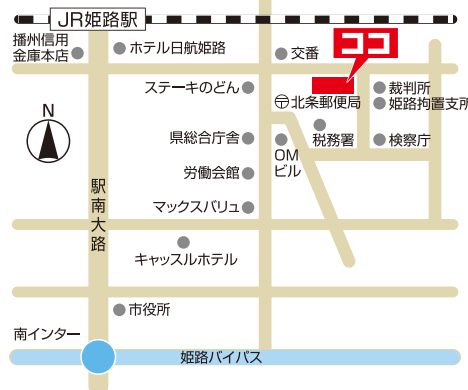 JR姫路駅
播州信用
金庫本店
ホテル日航姫路
交番
ココ
ステーキのどん
裁判所
〒北条郵便局
姫路拘置支所
N
県総合庁舎
税務署
検察庁
OM
ビル
労働会館
駅南大路
マックスバリュ
キャッスルホテル
市役所
南インター
姫路バイパス